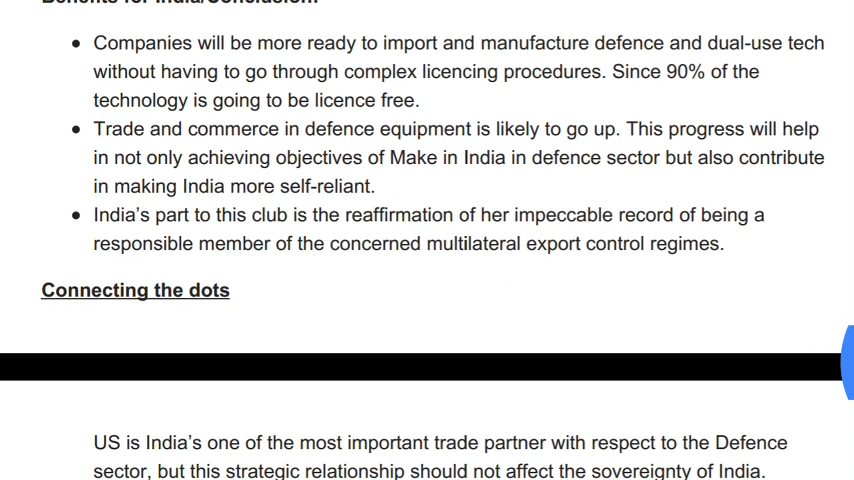 Benefits for India/Conclusion:
Companies will be more ready to import and manufacture defence and dual-use tech
without having to go through complex licencing procedures. Since 90% of the
technology is going to be licence free.
Trade and commerce in defence equipment is likely to go up. This progress will help
in not only achieving objectives of Make in India in defence sector but also contribute
in making India more self-reliant.
India’s part to this club is the reaffirmation of her impeccable record of being a
responsible member of the concerned multilateral export control regimes.
Connecting the dots
US is India’s one of the most important trade partner with respect to the Defence
sector, but this strategic relationship should not affect the sovereignty of India.